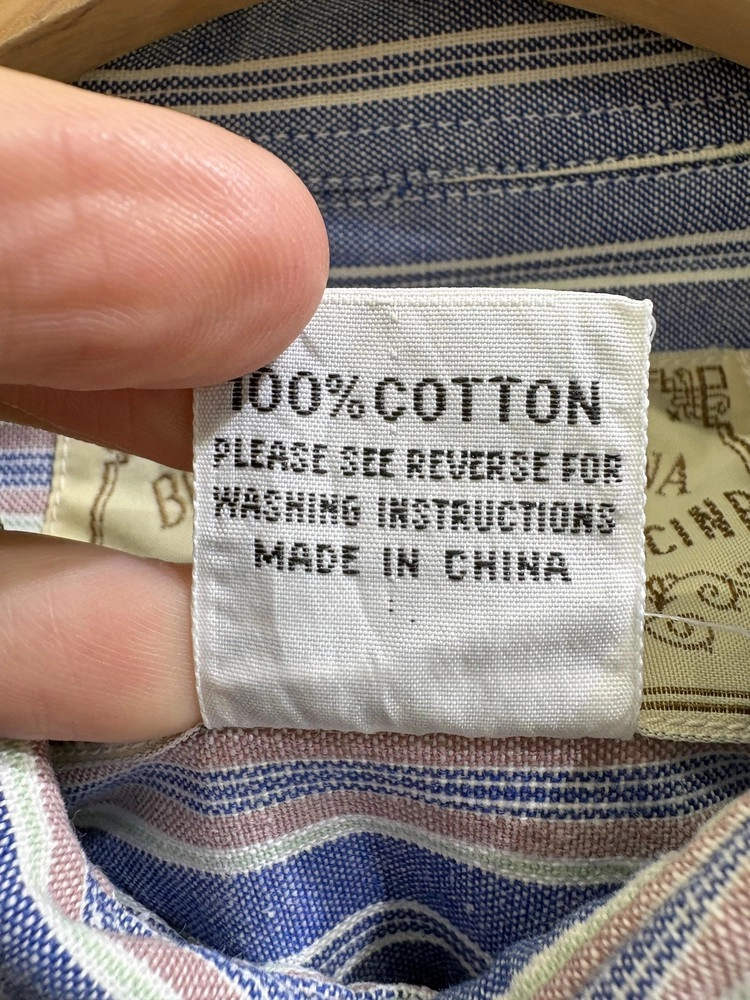 100% COTTON
PLEASE SEE REVERSE FOR
WASHING INSTRUCTIONS
MADE IN CHINA